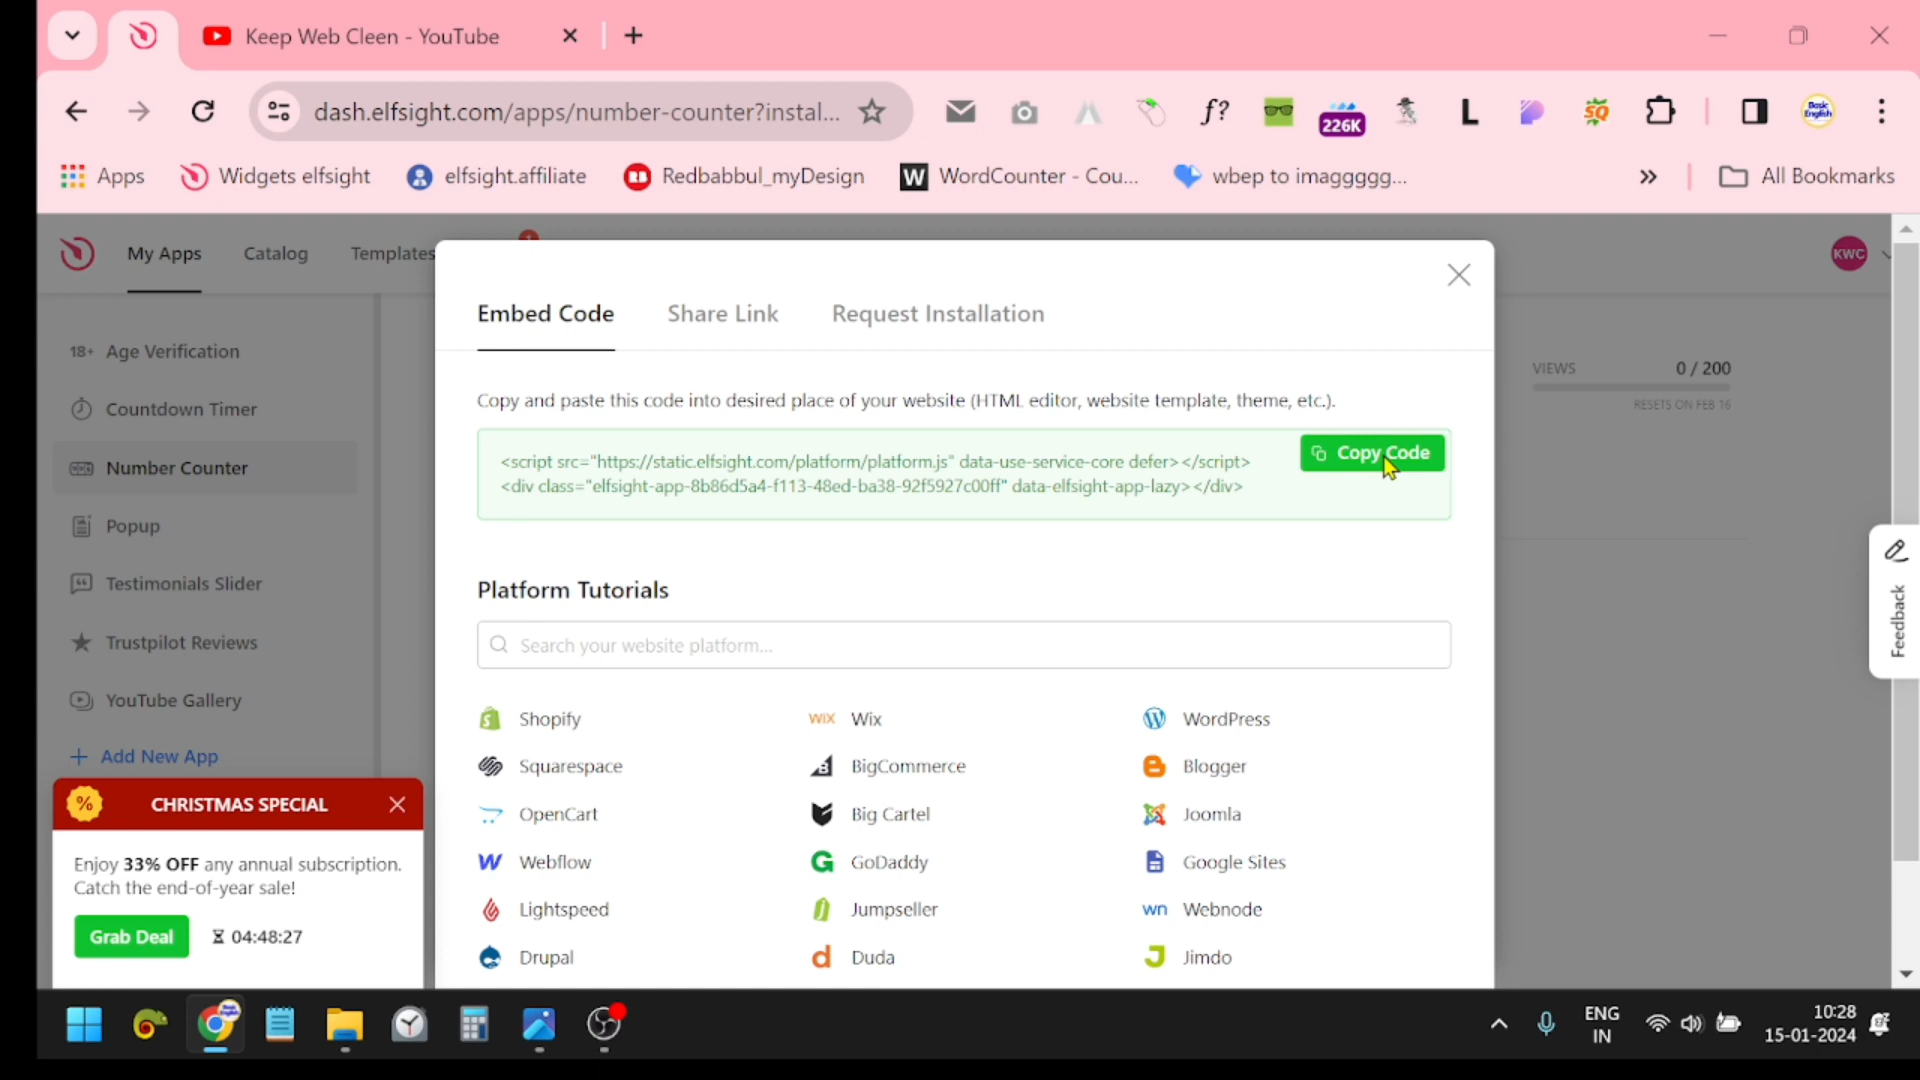 Keep Web Cleen - YouTube
dash.elfsight.com/apps/number-counter?instal...
f?
226K
L
SQ
Basic English
Apps
Widgets elfsight
elfsight.affiliate
Redbabbul_myDesign
W WordCounter - Cou...
wbep to imaggggg...
All Bookmarks
My Apps
Catalog
Templates
1
KWC
Embed Code
Share Link
Request Installation
18+ Age Verification
Countdown Timer
Number Counter
Popup
Testimonials Slider
Trustpilot Reviews
YouTube Gallery
+ Add New App
VIEWS 0 / 200
RESETS ON FEB 16
Copy and paste this code into desired place of your website (HTML editor, website template, theme, etc.).
<script src="https://static.elfsight.com/platform/platform.js" data-use-service-core defer></script>
<div class="elfsight-app-8b86d5a4-f113-48ed-ba38-92f5927c00ff" data-elfsight-app-lazy></div>
Copy Code
Platform Tutorials
Search your website platform...
Shopify
WIX Wix
WordPress
Squarespace
BigCommerce
Blogger
OpenCart
Big Cartel
Joomla
Webflow
GoDaddy
Google Sites
Lightspeed
Jumpseller
wn Webnode
Drupal
Duda
Jimdo
Feedback
% CHRISTMAS SPECIAL
Enjoy 33% OFF any annual subscription.
Catch the end-of-year sale!
Grab Deal
04:48:27
ENG
IN
10:28
15-01-2024